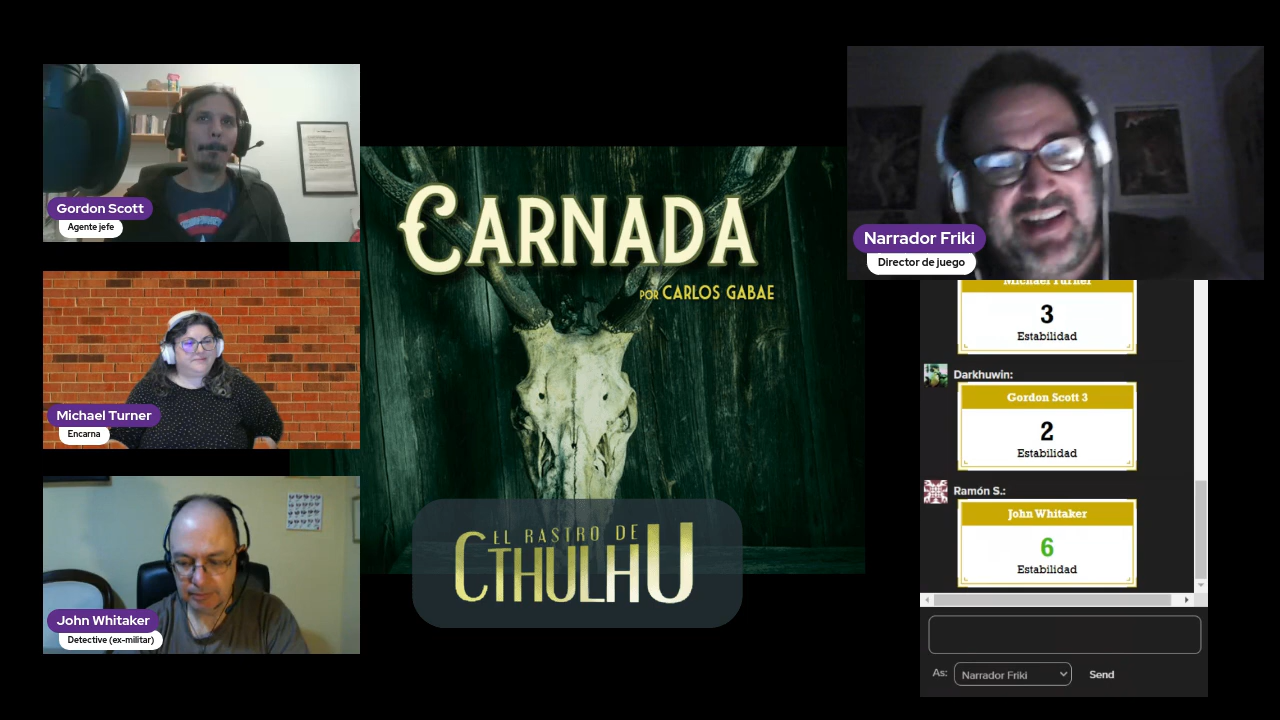 Gordon Scott
Agente jefe
Michael Turner
Encarna
John Whitaker
Detective (ex-militar)
CARNADA
POR CARLOS GABAE
EL RASTRO DE
CTHULHU
Narrador Friki
Director de juego
Michael Turner
3
Estabilidad
Darkhuwin:
Gordon Scott 3
2
Estabilidad
Ramón S.:
John Whitaker
6
Estabilidad
As:
Narrador Friki
Send